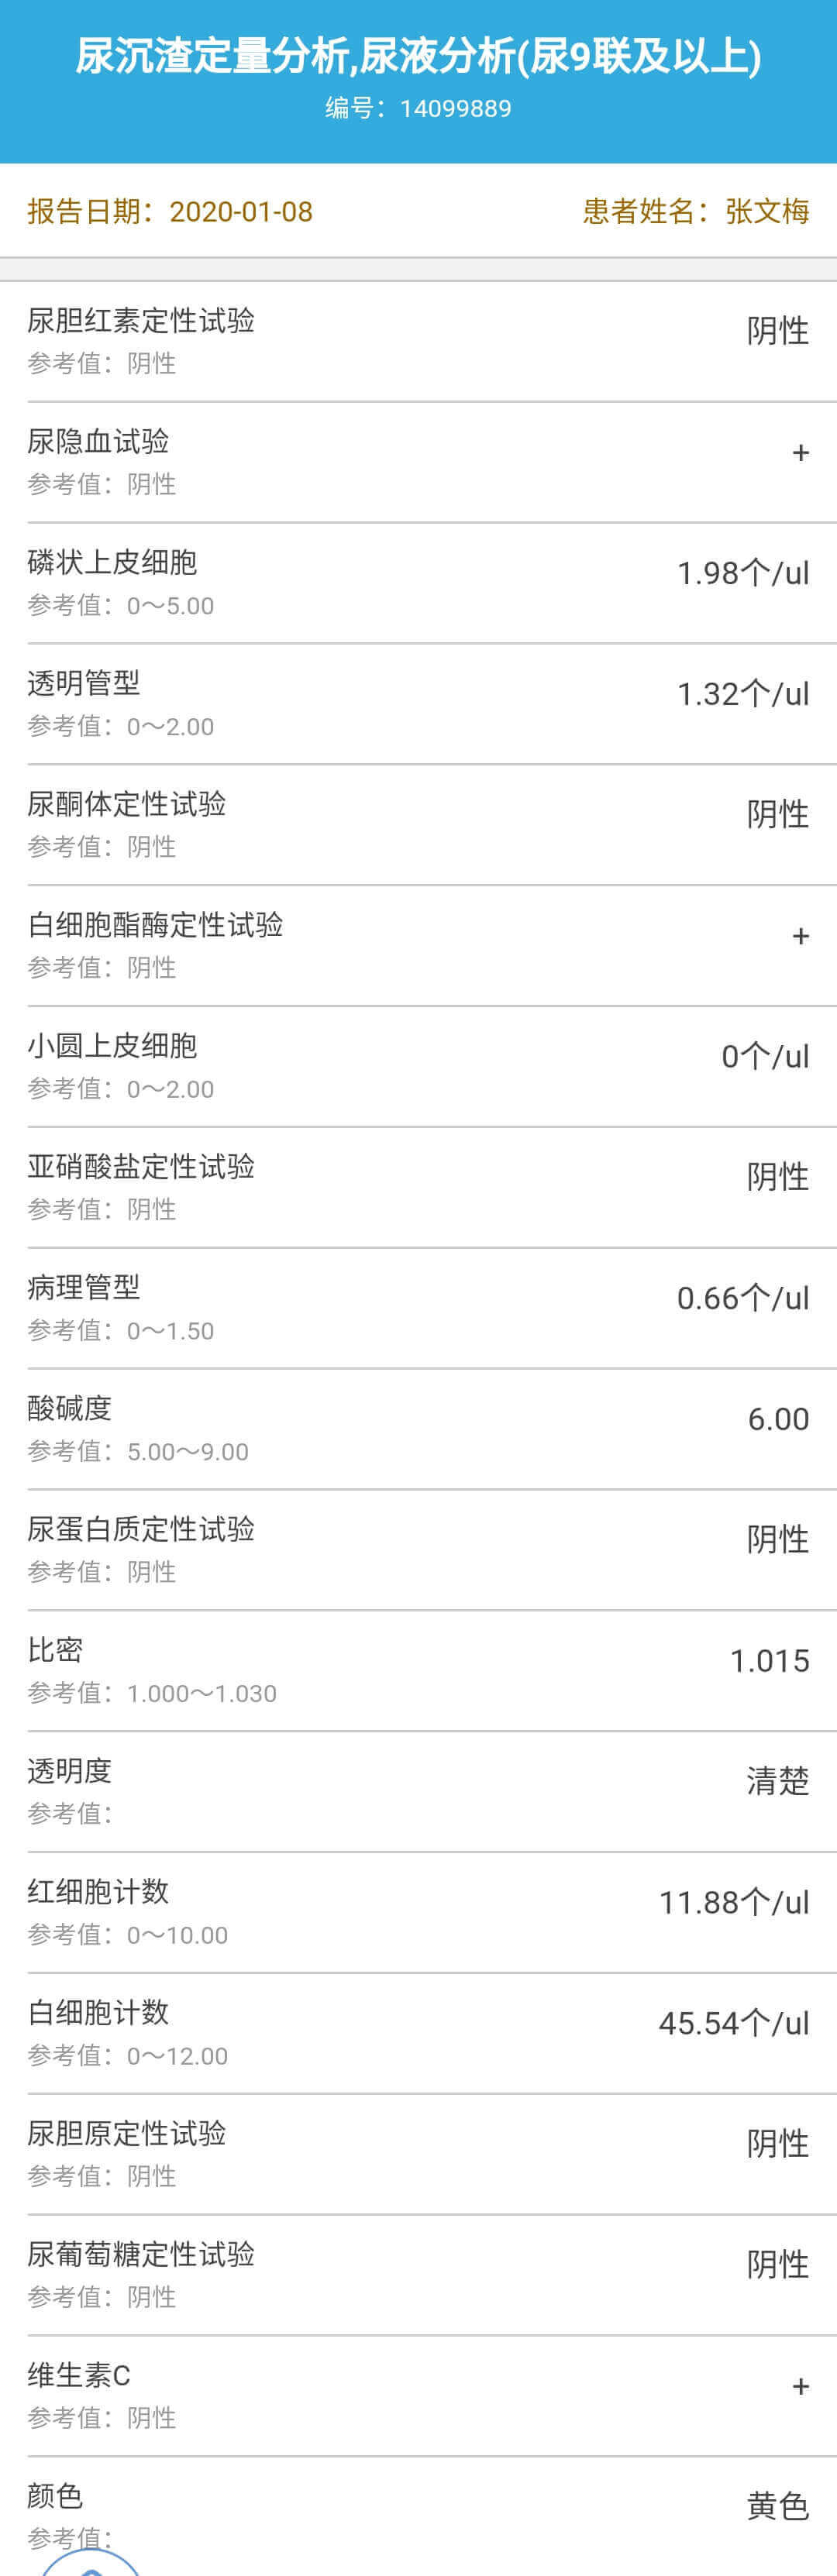 尿沉渣定量分析,尿液分析(尿9联及以上)
编号：14099889
报告日期：2020-01-08 患者姓名：张文梅
尿胆红素定性试验 阴性
参考值：阴性
尿隐血试验 +
参考值：阴性
磷状上皮细胞 1.98个/ul
参考值：0～5.00
透明管型 1.32个/ul
参考值：0～2.00
尿酮体定性试验 阴性
参考值：阴性
白细胞酯酶定性试验 +
参考值：阴性
小圆上皮细胞 0个/ul
参考值：0～2.00
亚硝酸盐定性试验 阴性
参考值：阴性
病理管型 0.66个/ul
参考值：0～1.50
酸碱度 6.00
参考值：5.00～9.00
尿蛋白质定性试验 阴性
参考值：阴性
比密 1.015
参考值：1.000～1.030
透明度 清楚
参考值：
红细胞计数 11.88个/ul
参考值：0～10.00
白细胞计数 45.54个/ul
参考值：0～12.00
尿胆原定性试验 阴性
参考值：阴性
尿葡萄糖定性试验 阴性
参考值：阴性
维生素C +
参考值：阴性
颜色 黄色
参考值：